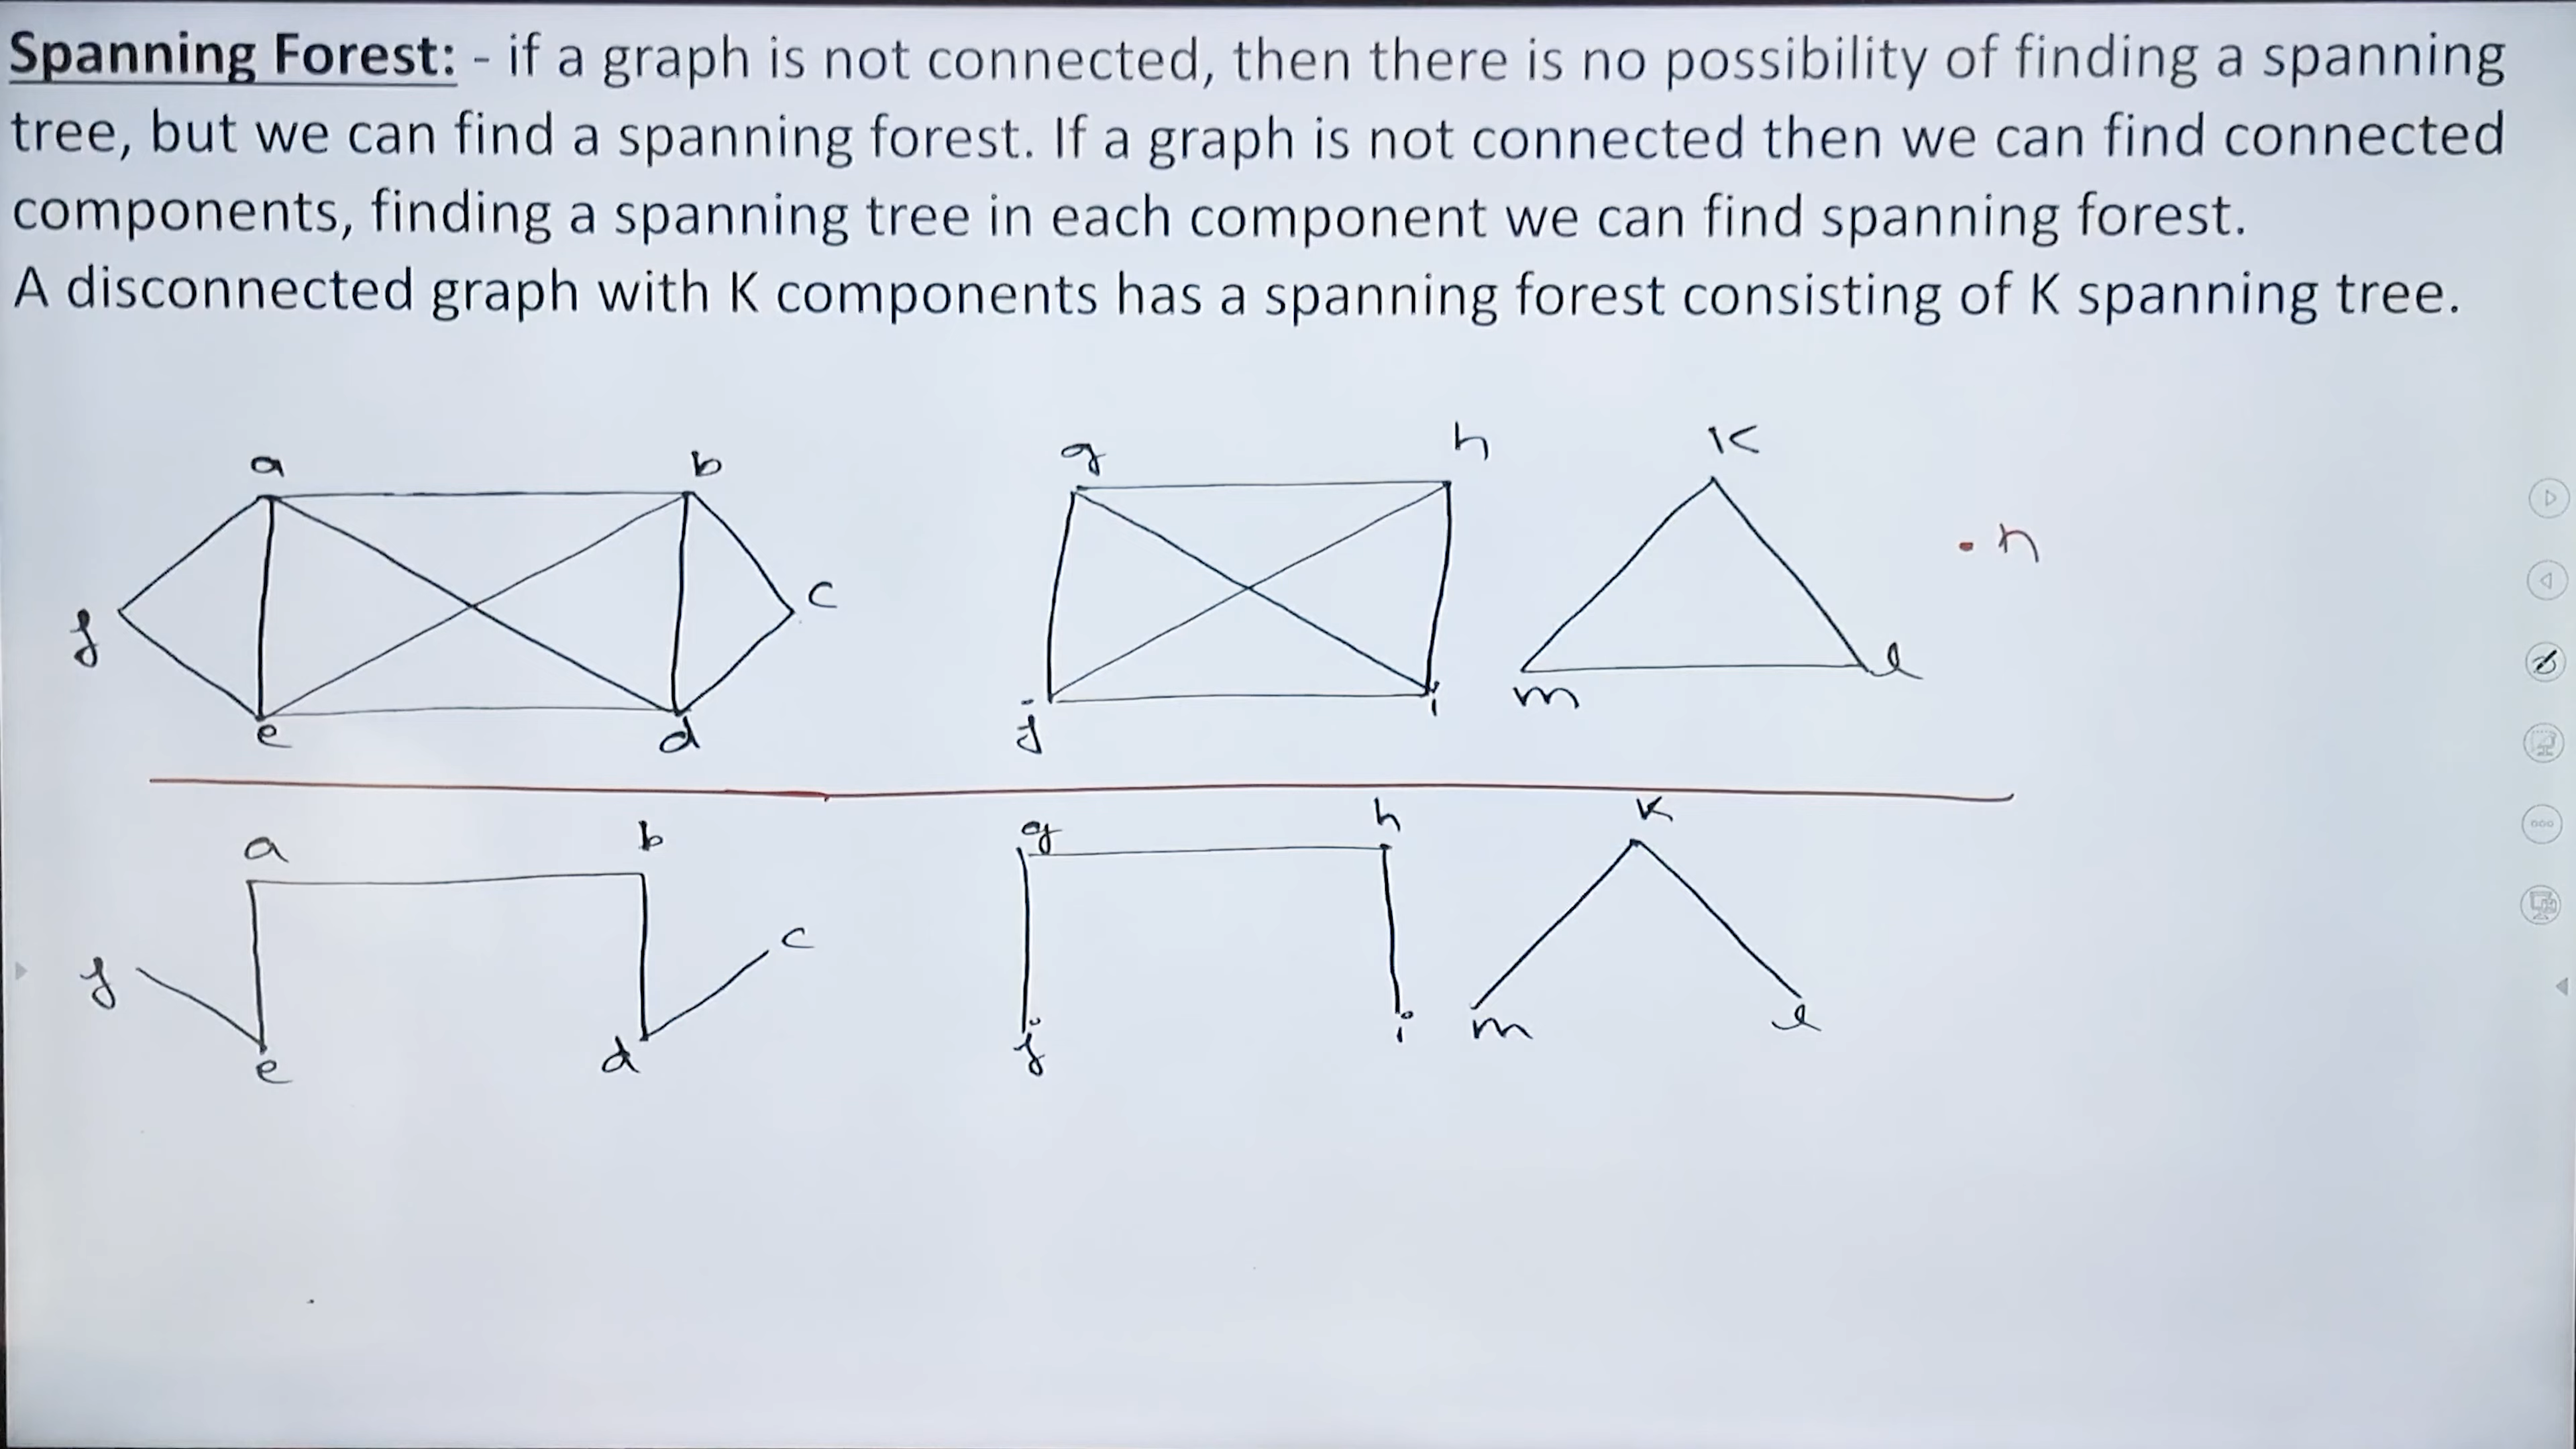 Spanning Forest: - if a graph is not connected, then there is no possibility of finding a spanning
tree, but we can find a spanning forest. If a graph is not connected then we can find connected
components, finding a spanning tree in each component we can find spanning forest.
A disconnected graph with K components has a spanning forest consisting of K spanning tree.
a b g h K
f c n
e d j i m l
a b g h K
f c
e d j i m l